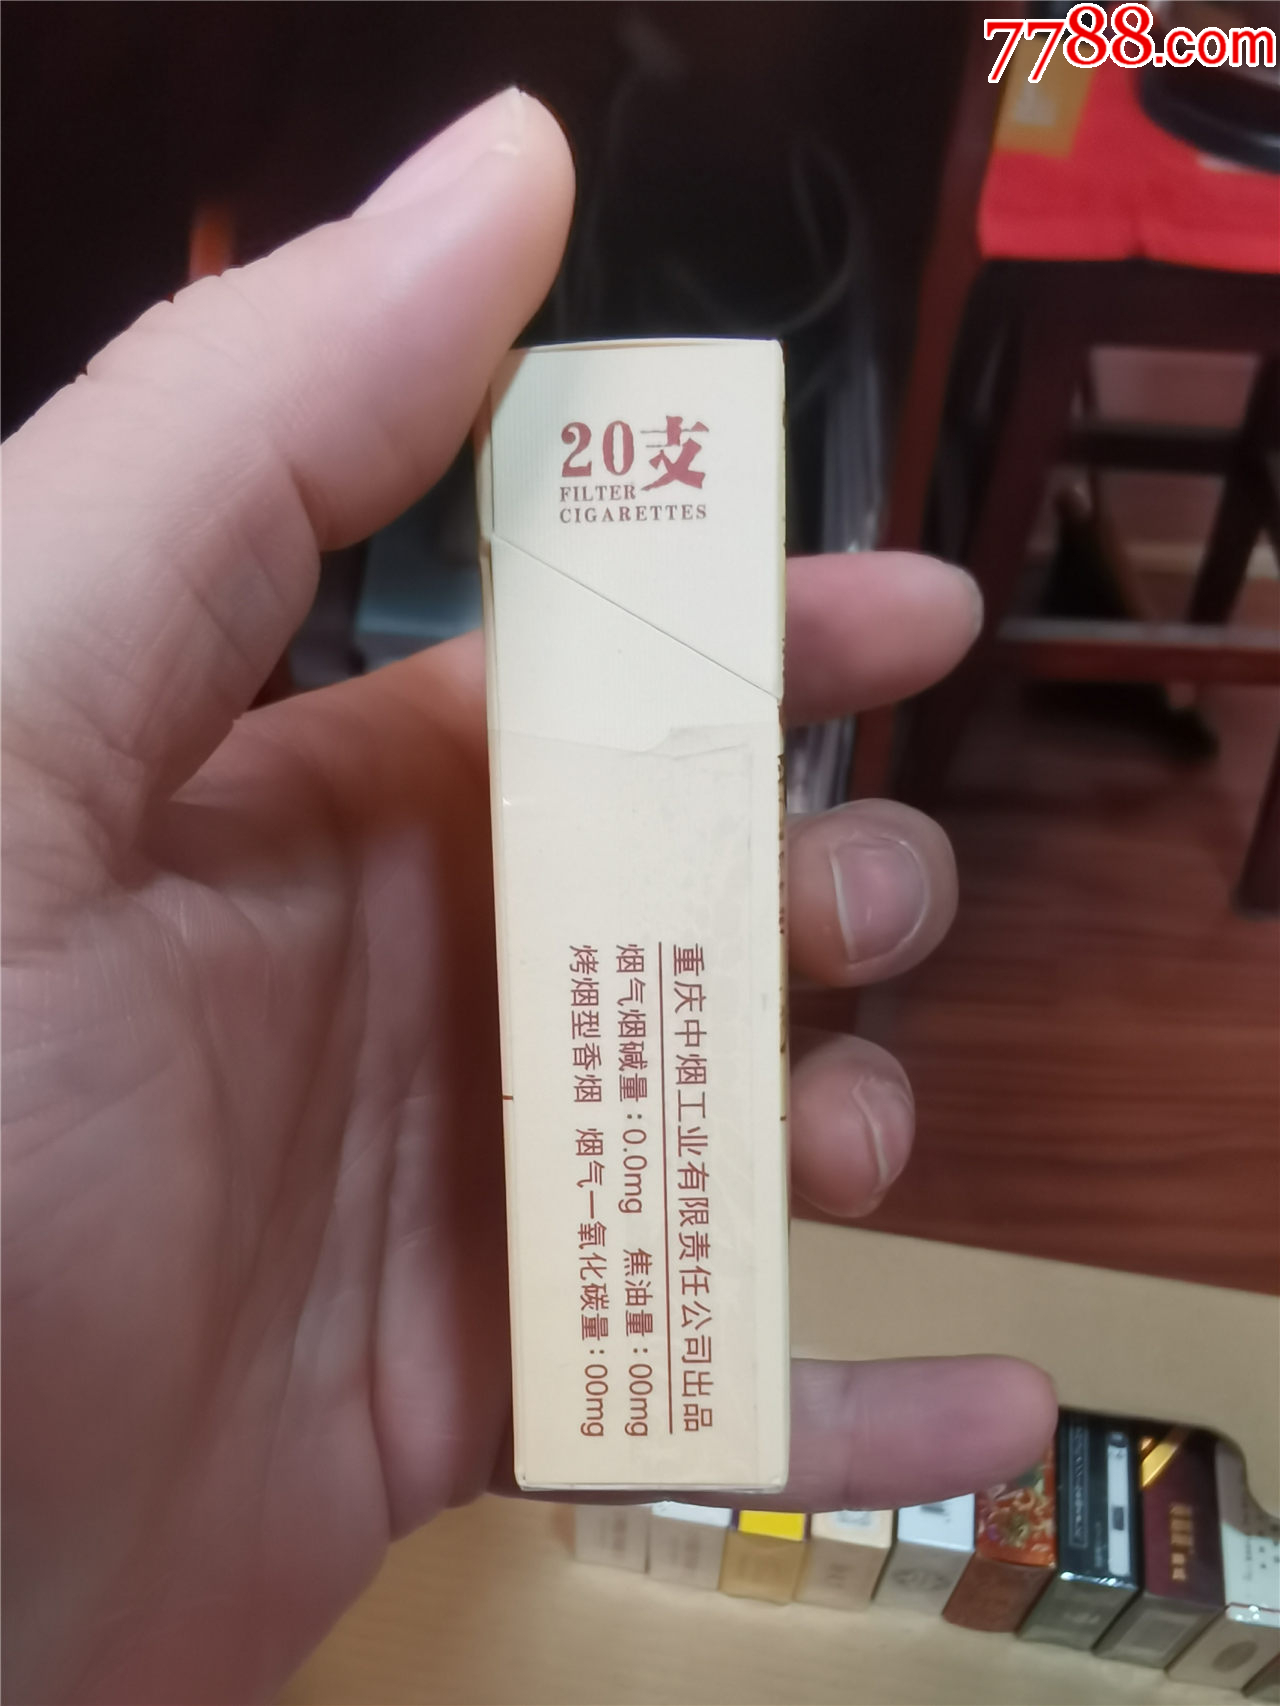 7788.com
20支
FILTER
CIGARETTES
重庆中烟工业有限责任公司出品
烟气烟碱量：0.0mg 焦油量：00mg
烤烟型香烟 烟气一氧化碳量：00mg